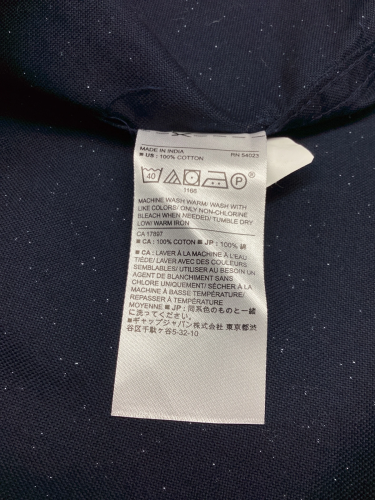 MADE IN INDIA
■ US: 100% COTTON RN 54023
40 P
1166
MACHINE WASH WARM/ WASH WITH
LIKE COLORS/ ONLY NON-CHLORINE
BLEACH WHEN NEEDED/ TUMBLE DRY
LOW/ WARM IRON
CA 17897
■ CA : 100% COTON ■ JP : 100% 綿
■ CA : LAVER À LA MACHINE À L'EAU
TIÈDE/ LAVER AVEC DES COULEURS
SEMBLABLES/ UTILISER AU BESOIN UN
AGENT DE BLANCHIMENT SANS
CHLORE UNIQUEMENT/ SÉCHER À LA
MACHINE À BASSE TEMPÉRATURE/
REPASSER À TEMPÉRATURE
MOYENNE ■ JP : 同系色のものと一緒
に洗ってください。
■ギャップジャパン株式会社 東京都渋
谷区千駄ヶ谷5-32-10